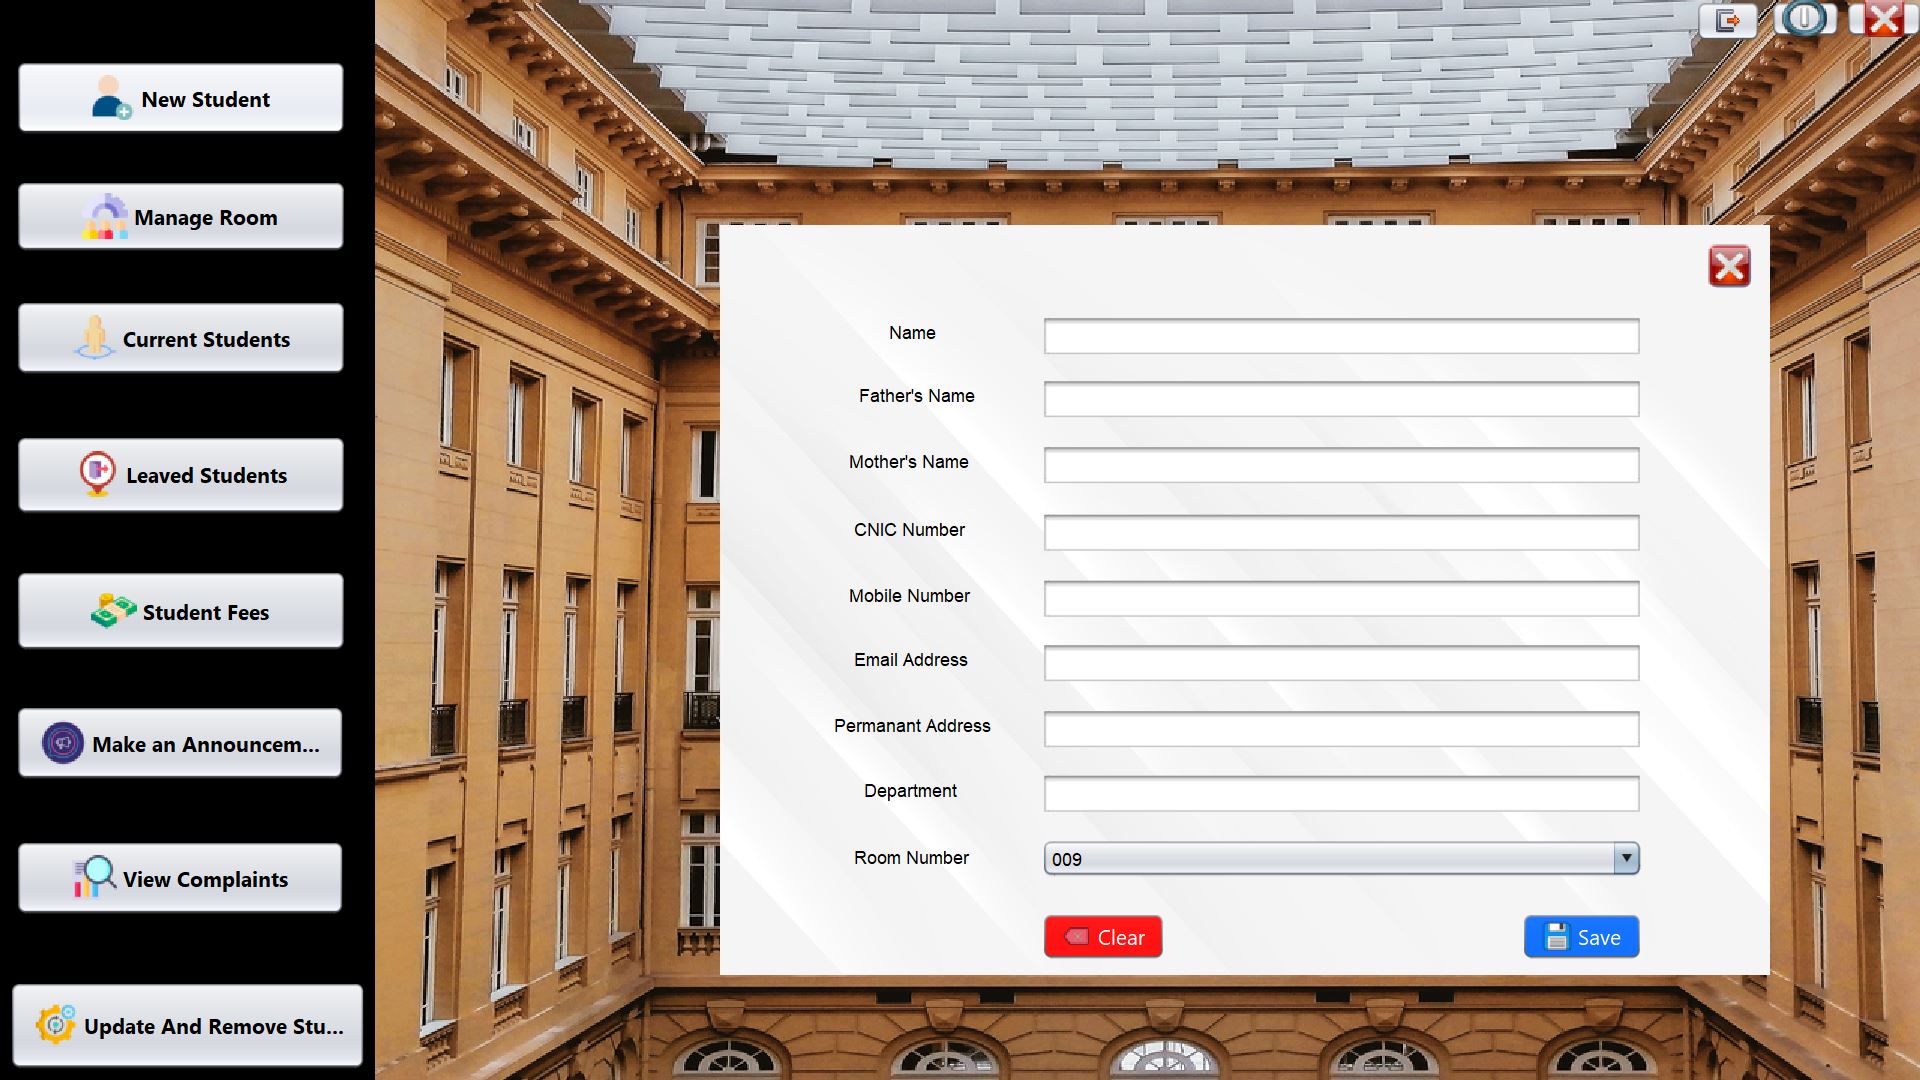 New Student
Manage Room
Current Students
Leaved Students
Student Fees
Make an Announcem...
View Complaints
Update And Remove Stu...
Name
Father's Name
Mother's Name
CNIC Number
Mobile Number
Email Address
Permanant Address
Department
Room Number
009
Clear
Save